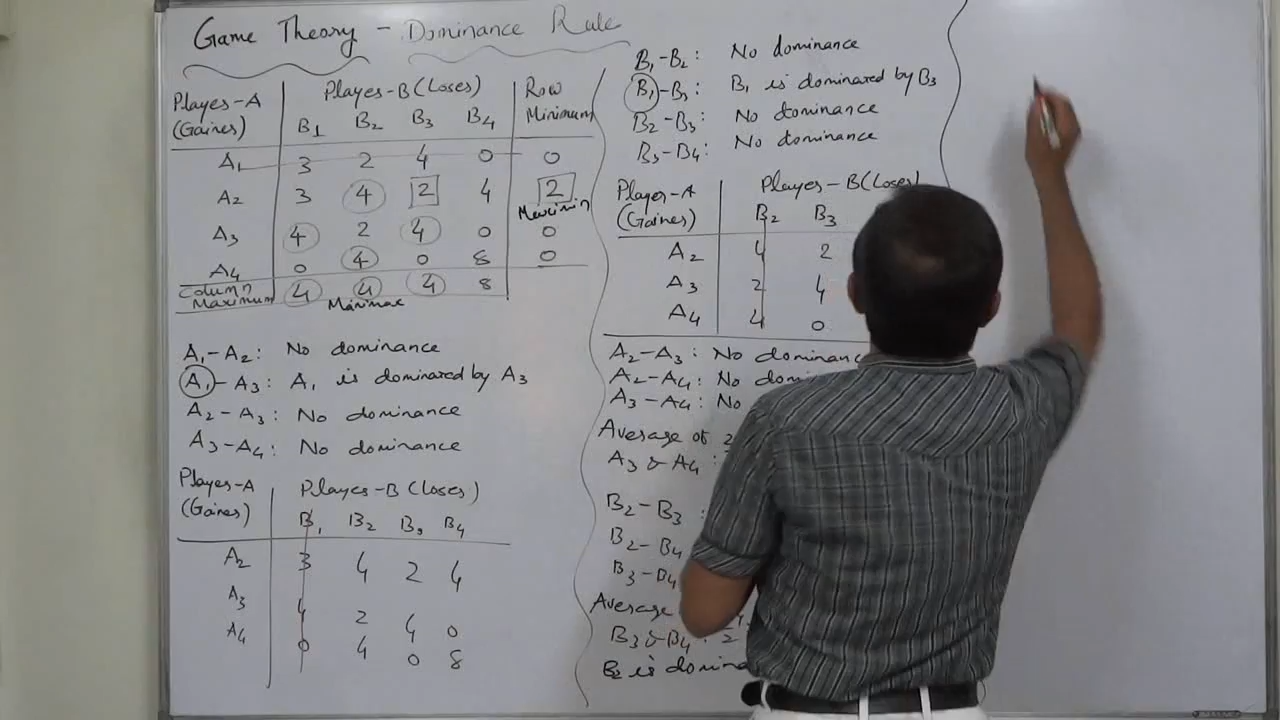 Game Theory - Dominance Rule
Player-A (Gaines) Player-B (Loses) Row Minimum
B1 B2 B3 B4
A1 3 2 4 0 0
A2 3 4 2 4 2
Maximin
A3 4 2 4 0 0
A4 0 4 0 8 0
Column Maximum 4 4 4 8
Minimax
A1-A2: No dominance
A1-A3: A1 is dominated by A3
A2-A3: No dominance
A3-A4: No dominance
Player-A (Gaines) Player-B (Loses)
B1 B2 B3 B4
A2 3 4 2 4
A3 4 2 4 0
A4 0 4 0 8
B1-B2: No dominance
B1-B3: B1 is dominated by B3
B2-B3: No dominance
B3-B4: No dominance
Player-A (Gaines) Player-B (Loses)
B2 B3
A2 4 2
A3 2 4
A4 4 0
A2-A3: No dominanc
A2-A4: No
A3-A4: No
Average of
A3 & A4:
B2-B3:
B2-B4
B3-B4
Average
B3 & B4:
B2 is domina